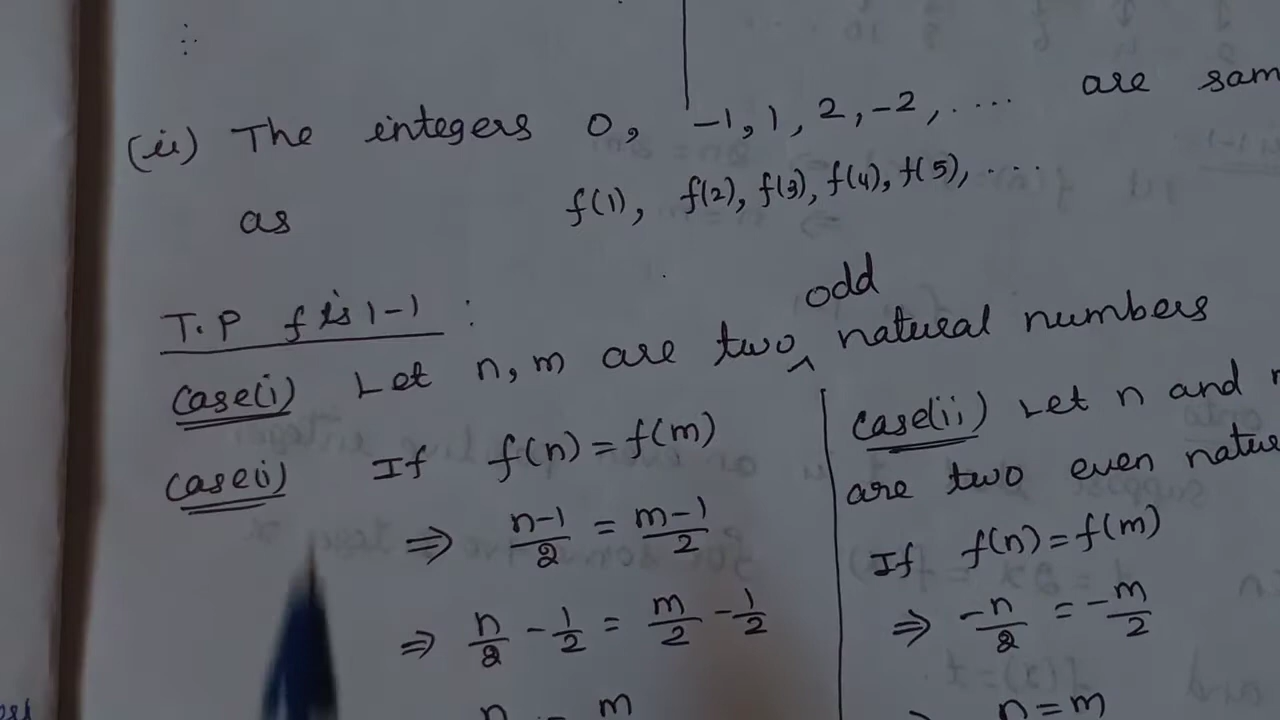 ∴
(ii) The integers 0, -1, 1, 2, -2, .... are sam
as f(1), f(2), f(3), f(4), f(5), ...
T.P f is 1-1 :
odd
case(i) Let n, m are two ^ natural numbers
case(i) If f(n) = f(m)
⇒ n-1/2 = m-1/2
⇒ n/2 - 1/2 = m/2 - 1/2
n m
case(ii) Let n and
are two even natu
If f(n) = f(m)
⇒ -n/2 = -m/2
n = m